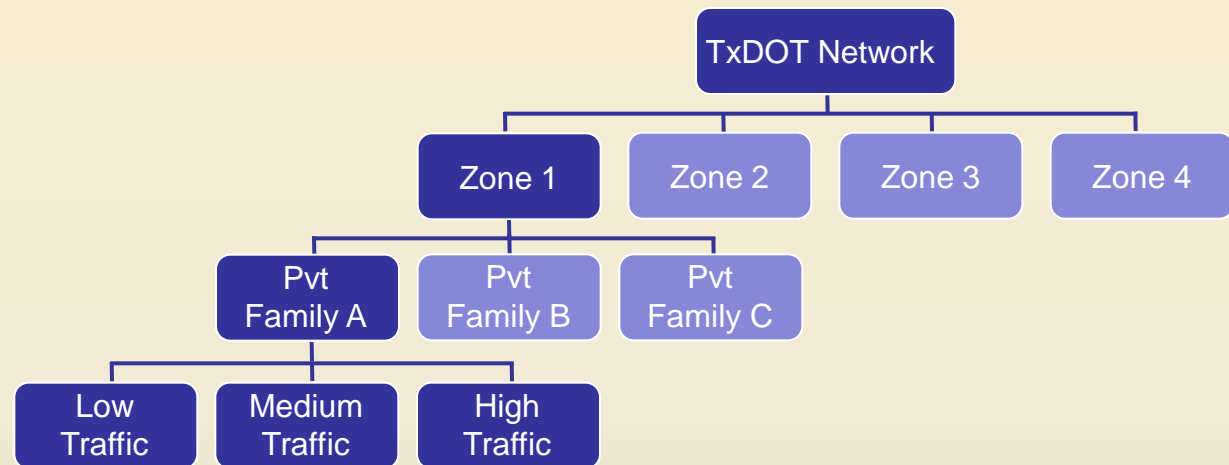 TxDOT Network
Zone 1
Zone 2
Zone 3
Zone 4
Pvt
Family A
Pvt
Family B
Pvt
Family C
Low
Traffic
Medium
Traffic
High
Traffic